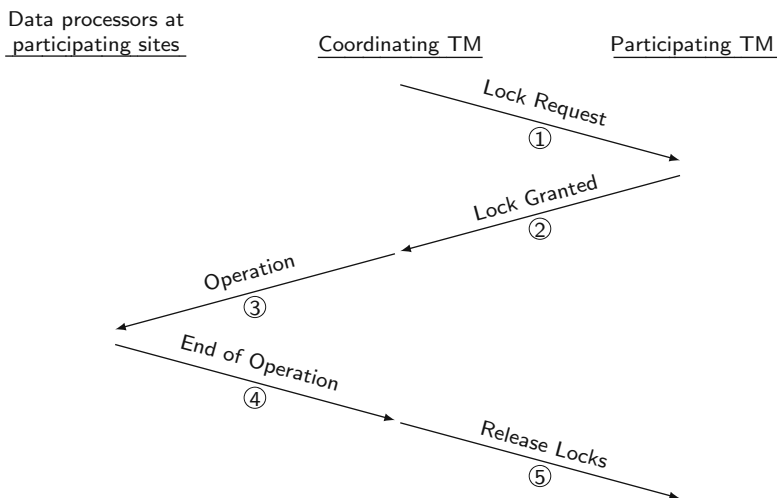 Data processors at
participating sites
Coordinating TM
Participating TM
Lock Request
①
Lock Granted
②
Operation
③
End of Operation
④
Release Locks
⑤